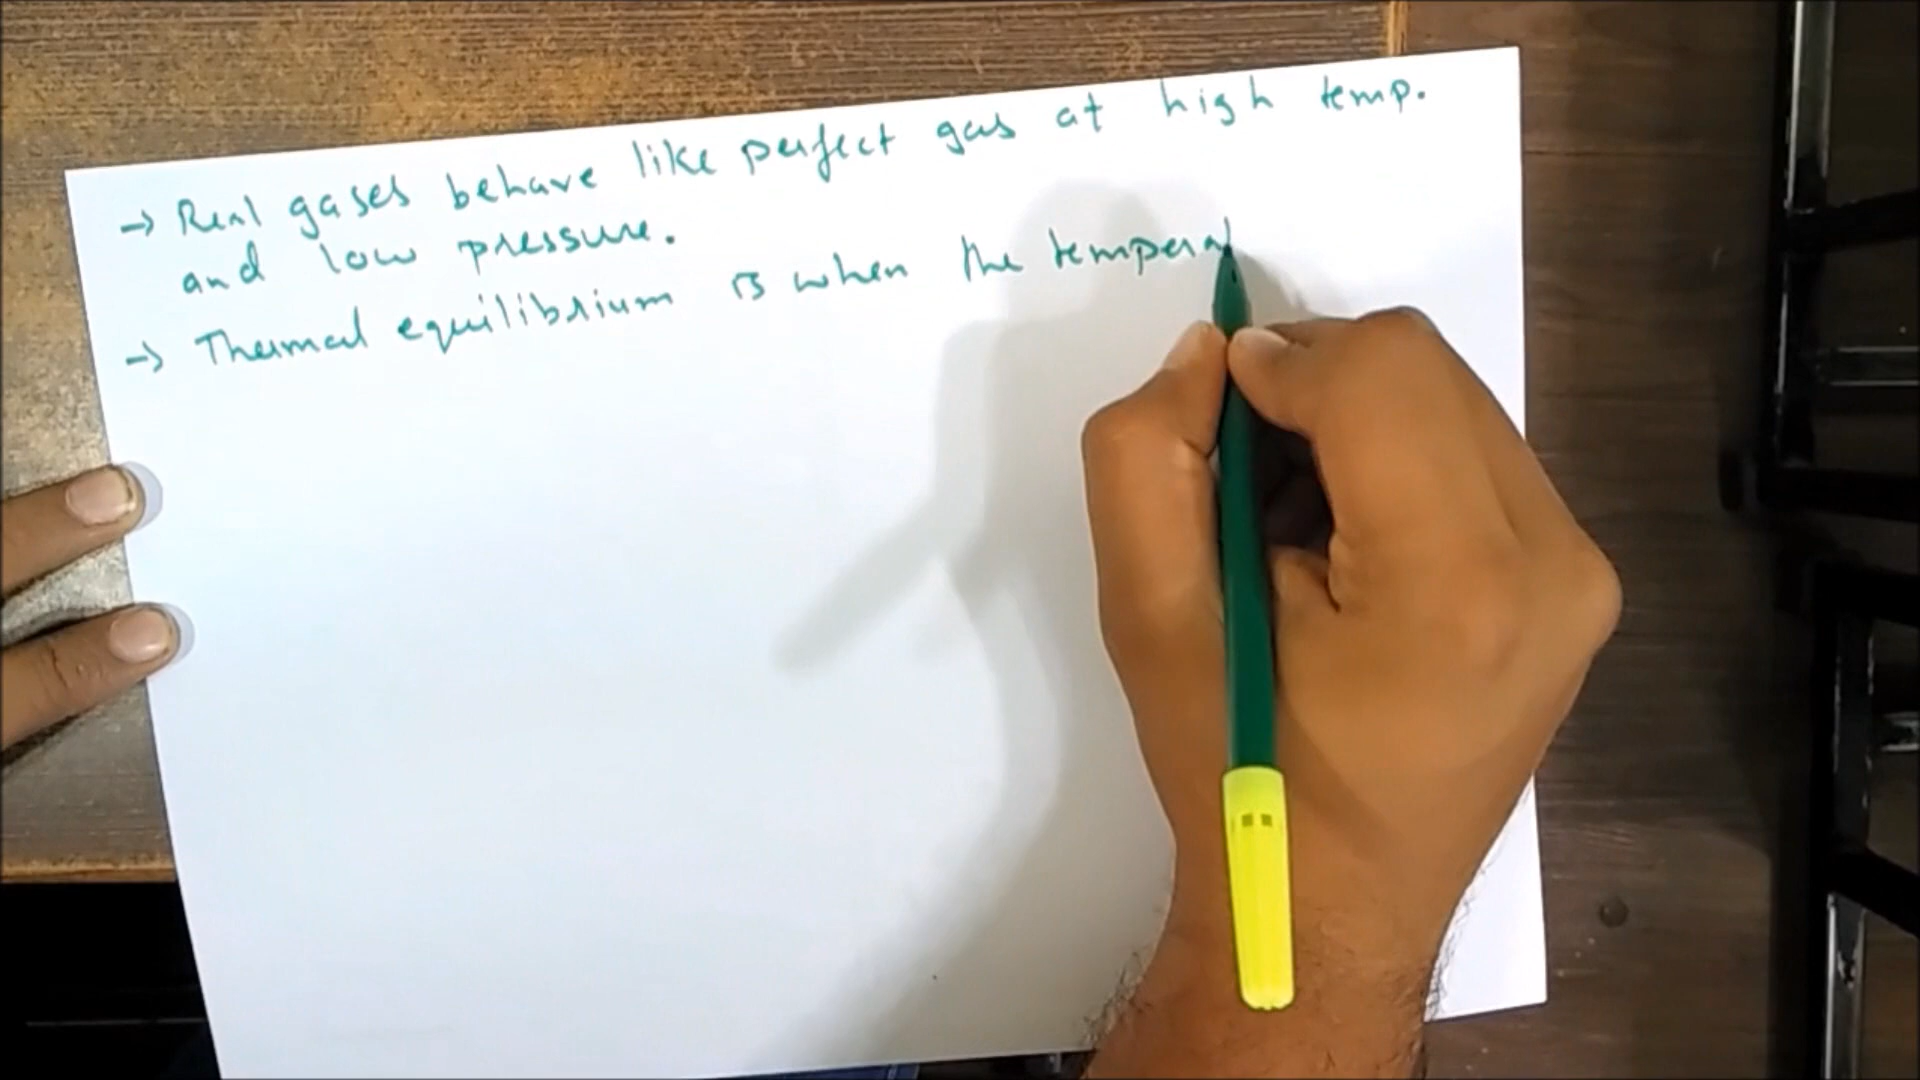 → Real gases behave like perfect gas at high temp.
and low pressure.
→ Thermal equilibrium is when the temperat